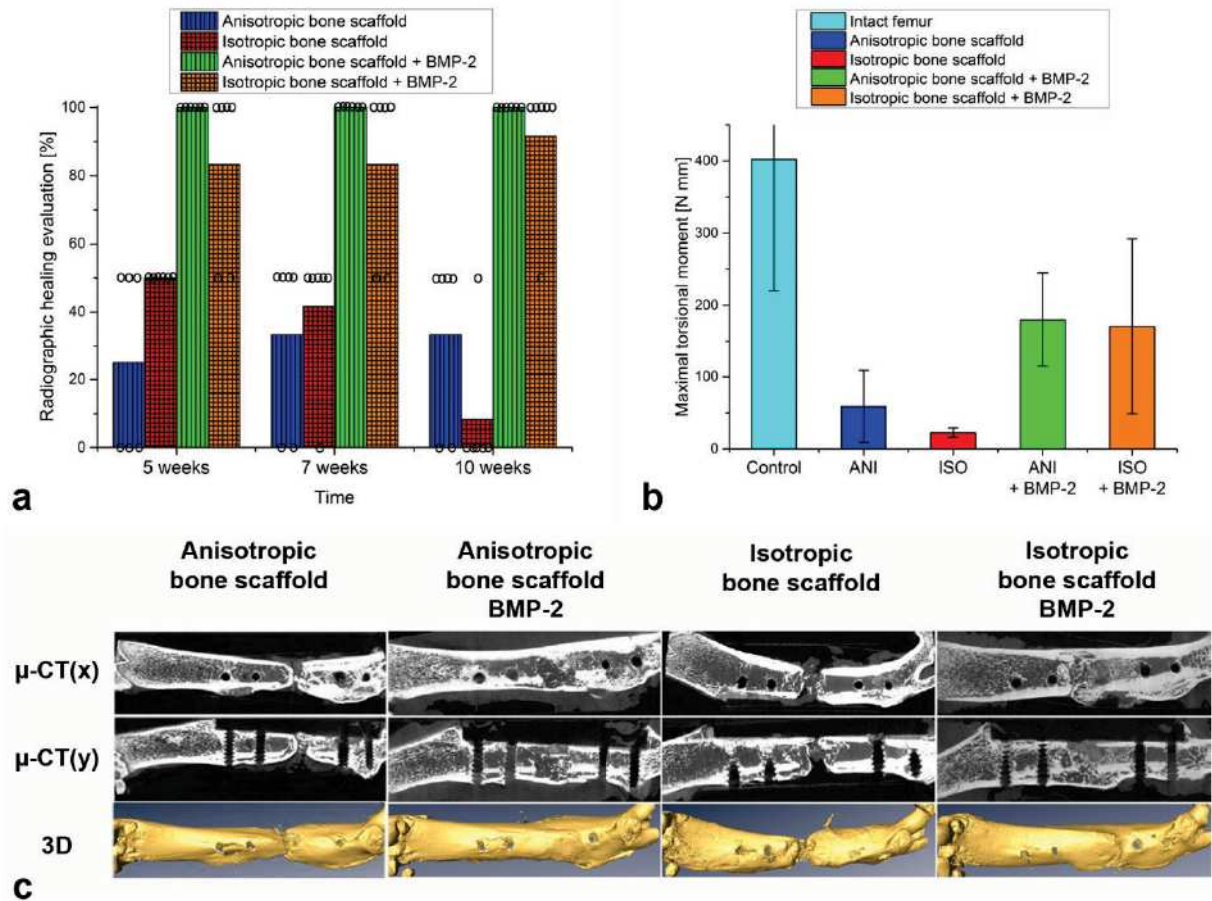 Anisotropic bone scaffold
Isotropic bone scaffold
Anisotropic bone scaffold + BMP-2
Isotropic bone scaffold + BMP-2
Radiographic healing evaluation [%]
100
80
60
40
20
0
5 weeks
7 weeks
10 weeks
Time
a
Intact femur
Anisotropic bone scaffold
Isotropic bone scaffold
Anisotropic bone scaffold + BMP-2
Isotropic bone scaffold + BMP-2
Maximal torsional moment [N mm]
400
300
200
100
0
Control
ANI
ISO
ANI
+ BMP-2
ISO
+ BMP-2
b
Anisotropic
bone scaffold
Anisotropic
bone scaffold
BMP-2
Isotropic
bone scaffold
Isotropic
bone scaffold
BMP-2
µ-CT(x)
µ-CT(y)
3D
c